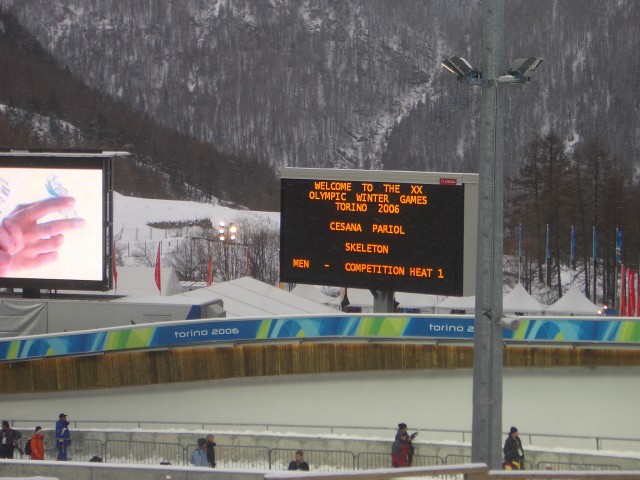 WELCOME TO THE XX
OLYMPIC WINTER GAMES
TORINO 2006
CESANA PARIOL
SKELETON
MEN - COMPETITION HEAT 1
torino 2006
torino 2